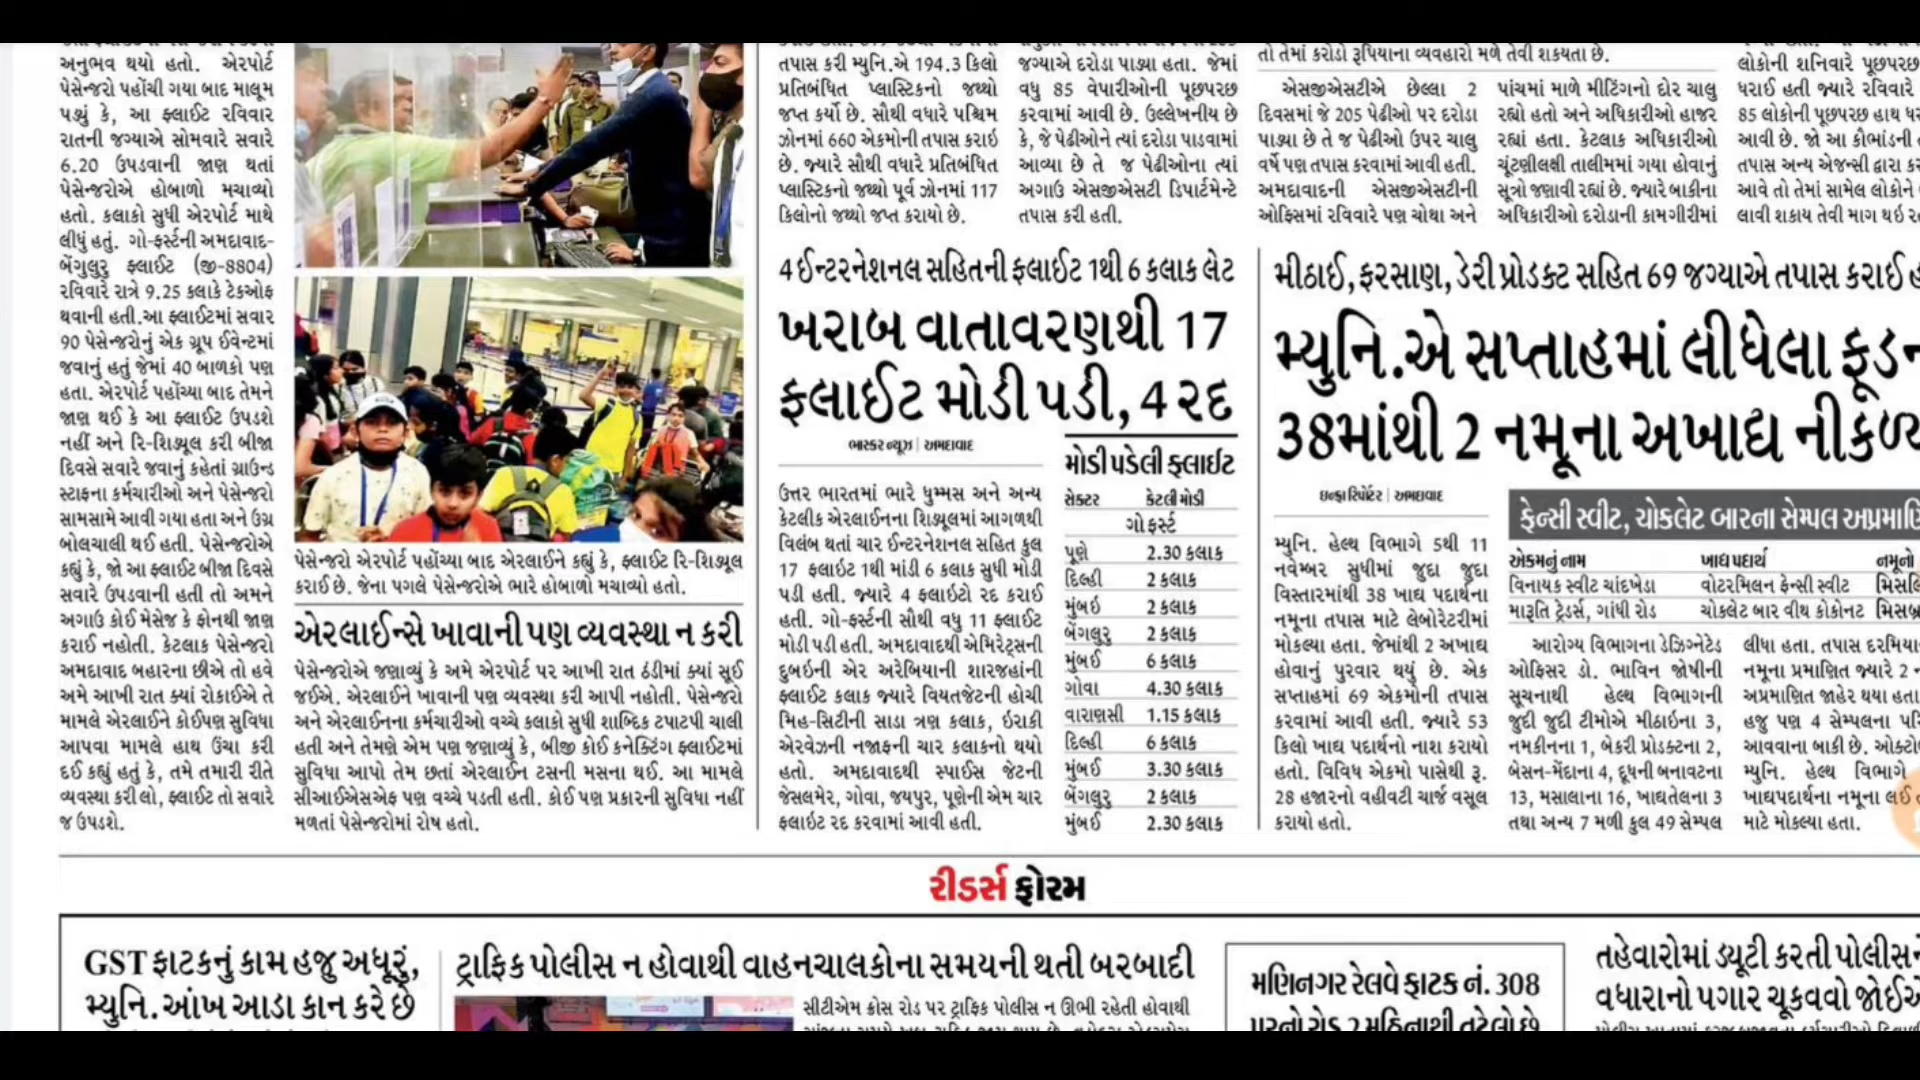 અનુભવ થયો હતો. એરપોર્ટ
પેસેન્જરો પહોંચી ગયા બાદ માલૂમ
પડ્યું કે, આ ફ્લાઈટ રવિવાર
રાતની જગ્યાએ સોમવારે સવારે
6.20 ઉપડવાની જાણ થતાં
પેસેન્જરોએ હોબાળો મચાવ્યો
હતો. કલાકો સુધી એરપોર્ટ માથે
લીધું હતું. ગો-ફર્સ્ટની અમદાવાદ-
બેંગુલુરુ ફ્લાઈટ (જી-8804)
રવિવારે રાત્રે 9.25 કલાકે ટેકઓફ
થવાની હતી.આ ફ્લાઈટમાં સવાર
90 પેસેન્જરોનું એક ગ્રૂપ ઈવેન્ટમાં
જવાનું હતું જેમાં 40 બાળકો પણ
હતા. એરપોર્ટ પહોંચ્યા બાદ તેમને
જાણ થઈ કે આ ફ્લાઈટ ઉપડશે
નહીં અને રિ-શિડ્યૂલ કરી બીજા
દિવસે સવારે જવાનું કહેતાં ગ્રાઉન્ડ
સ્ટાફના કર્મચારીઓ અને પેસેન્જરો
સામસામે આવી ગયા હતા અને ઉગ્ર
બોલચાલી થઈ હતી. પેસેન્જરોએ
કહ્યું કે, જો આ ફ્લાઈટ બીજા દિવસે
સવારે ઉપડવાની હતી તો અમને
અગાઉ કોઈ મેસેજ કે ફોનથી જાણ
કરાઈ નહોતી. કેટલાક પેસેન્જરો
અમદાવાદ બહારના છીએ તો હવે
અમે આખી રાત ક્યાં રોકાઈએ તે
મામલે એરલાઈને કોઈપણ સુવિધા
આપવા મામલે હાથ ઉંચા કરી
દઈ કહ્યું હતું કે, તમે તમારી રીતે
વ્યવસ્થા કરી લો, ફ્લાઈટ તો સવારે
જ ઉપડશે.
પેસેન્જરો એરપોર્ટ પહોંચ્યા બાદ એરલાઈને કહ્યું કે, ફ્લાઈટ રિ-શિડ્યૂલ
કરાઈ છે. જેના પગલે પેસેન્જરોએ ભારે હોબાળો મચાવ્યો હતો.
એરલાઈન્સે ખાવાની પણ વ્યવસ્થા ન કરી
પેસેન્જરોએ જણાવ્યું કે અમે એરપોર્ટ પર આખી રાત ઠંડીમાં ક્યાં સૂઈ
જઈએ. એરલાઈને ખાવાની પણ વ્યવસ્થા કરી આપી નહોતી. પેસેન્જરો
અને એરલાઈનના કર્મચારીઓ વચ્ચે કલાકો સુધી શાબ્દિક ટપાટપી ચાલી
હતી અને તેમણે એમ પણ જણાવ્યું કે, બીજી કોઈ કનેક્ટિંગ ફ્લાઈટમાં
સુવિધા આપો તેમ છતાં એરલાઈન ટસની મસના થઈ. આ મામલે
સીઆઈએસએફ પણ વચ્ચે પડતી હતી. કોઈ પણ પ્રકારની સુવિધા નહીં
મળતાં પેસેન્જરોમાં રોષ હતો.
તપાસ કરી મ્યુનિ.એ 194.3 કિલો
પ્રતિબંધિત પ્લાસ્ટિકનો જથ્થો
જપ્ત કર્યો છે. સૌથી વધારે પશ્ચિમ
ઝોનમાં 660 એકમોની તપાસ કરાઇ
છે. જ્યારે સૌથી વધારે પ્રતિબંધિત
પ્લાસ્ટિકનો જથ્થો પૂર્વ ઝોનમાં 117
કિલોનો જથ્થો જપ્ત કરાયો છે.
જગ્યાએ દરોડા પાડ્યા હતા. જેમાં
વધુ 85 વેપારીઓની પૂછપરછ
કરવામાં આવી છે. ઉલ્લેખનીય છે
કે, જે પેઢીઓને ત્યાં દરોડા પાડવામાં
આવ્યા છે તે જ પેઢીઓના ત્યાં
અગાઉ એસજીએસટી ડિપાર્ટમેન્ટે
તપાસ કરી હતી.
તો તેમાં કરોડો રૂપિયાના વ્યવહારો મળે તેવી શક્યતા છે.
એસજીએસટીએ છેલ્લા 2
દિવસમાં જે 205 પેઢીઓ પર દરોડા
પાડ્યા છે તે જ પેઢીઓ ઉપર ચાલુ
વર્ષે પણ તપાસ કરવામાં આવી હતી.
અમદાવાદની એસજીએસટીની
ઓફિસમાં રવિવારે પણ ચોથા અને
પાંચમાં માળે મીટિંગનો દોર ચાલુ
રહ્યો હતો અને અધિકારીઓ હાજર
રહ્યાં હતા. કેટલાક અધિકારીઓ
ચૂંટણીલક્ષી તાલીમમાં ગયા હોવાનું
સૂત્રો જણાવી રહ્યાં છે. જ્યારે બાકીના
અધિકારીઓ દરોડાની કામગીરીમાં
લોકોની શનિવારે પૂછપરછ
ધરાઈ હતી જ્યારે રવિવારે
85 લોકોની પૂછપરછ હાથ
આવી છે. જો આ કૌભાંડની
તપાસ અન્ય એજન્સી દ્વારા
આવે તો તેમાં સામેલ લોકોને
લાવી શકાય તેવી માગ થઇ
4 ઈન્ટરનેશનલ સહિતની ફ્લાઈટ 1થી 6 કલાક લેટ
ખરાબ વાતાવરણથી 17
ફ્લાઈટ મોડી પડી, 4 રદ
ભાસ્કર ન્યૂઝ | અમદાવાદ
ઉત્તર ભારતમાં ભારે ધુમ્મસ અને અન્ય
કેટલીક એરલાઈનના શિડ્યૂલમાં આગળથી
વિલંબ થતાં ચાર ઈન્ટરનેશનલ સહિત કુલ
17 ફ્લાઇટ 1થી માંડી 6 કલાક સુધી મોડી
પડી હતી. જ્યારે 4 ફ્લાઇટો રદ કરાઈ
હતી. ગો-ફર્સ્ટની સૌથી વધુ 11 ફ્લાઈટ
મોડી પડી હતી. અમદાવાદથી એમિરેટ્સની
દુબઇની એર અરેબિયાની શારજાહંની
ફ્લાઈટ કલાક જ્યારે વિયતજેટની હોચી
મિહ-સિટીની સાડા ત્રણ કલાક, ઇરાકી
એરવેઝની નજાફની ચાર કલાકનો થયો
હતો. અમદાવાદથી સ્પાઈસ જેટની
જેસલમેર, ગોવા, જયપુર, પૂણેની એમ ચાર
ફ્લાઇટ રદ કરવામાં આવી હતી.
મોડી પડેલી ફ્લાઈટ
સેક્ટર કેટલી મોડી
ગો ફર્સ્ટ
પૂણે 2.30 કલાક
દિલ્હી 2 કલાક
મુંબઇ 2 કલાક
બેંગલુરુ 2 કલાક
મુંબઈ 6 કલાક
ગોવા 4.30 કલાક
વારાણસી 1.15 કલાક
દિલ્હી 6 કલાક
મુંબઈ 3.30 કલાક
બેંગલુરુ 2 કલાક
મુંબઈ 2.30 કલાક
મીઠાઈ,ફરસાણ,ડેરી પ્રોડક્ટ સહિત 69 જગ્યાએ તપાસ કરાઈ
મ્યુનિ.એ સપ્તાહમાં લીધેલા
38માંથી 2 નમૂના અખાદ્ય
ઇન્ફ્રા રિપોર્ટર | અમદાવાદ
મ્યુનિ. હેલ્થ વિભાગે 5થી 11
નવેમ્બર સુધીમાં જુદા જુદા
વિસ્તારમાંથી 38 ખાદ્ય પદાર્થના
નમૂના તપાસ માટે લેબોરેટરીમાં
મોકલ્યા હતા. જેમાંથી 2 અખાદ્ય
હોવાનું પુરવાર થયું છે. એક
સપ્તાહમાં 69 એકમોની તપાસ
કરવામાં આવી હતી. જ્યારે 53
કિલો ખાદ્ય પદાર્થનો નાશ કરાયો
હતો. વિવિધ એકમો પાસેથી રૂ.
28 હજારનો વહીવટી ચાર્જ વસૂલ
કરાયો હતો.
ફેન્સી સ્વીટ, ચોકલેટ બારના સેમ્પલ
એકમનું નામ ખાદ્ય પદાર્થ નમૂનો
વિનાયક સ્વીટ ચાંદખેડા વોટરમિલન ફેન્સી સ્વીટ
મારૂતિ ટ્રેડર્સ, ગાંધી રોડ ચોક્લેટ બાર વીથ કોકોનટ
આરોગ્ય વિભાગના ડેઝિગ્નેટેડ
ઓફિસર ડો. ભાવિન જોષીની
સૂચનાથી હેલ્થ વિભાગની
જુદી જુદી ટીમોએ મીઠાઇના 3,
નમકીનના 1, બેકરી પ્રોડક્ટના 2,
બેસન-મેંદાના 4, દૂધની બનાવટના
13, મસાલાના 16, ખાદ્યતેલના 3
તથા અન્ય 7 મળી કુલ 49 સેમ્પલ
લીધા હતા. તપાસ
નમૂના પ્રમાણિત જ્યારે 2
અપ્રમાણિત જાહેર થયા હતા
હજુ પણ 4 સેમ્પલના
આવવાના બાકી છે.
મ્યુનિ. હેલ્થ વિભાગે
ખાદ્યપદાર્થના નમૂના લઈ
માટે મોકલ્યા હતા.
રીડર્સ ફોરમ
GST ફાટકનું કામ હજુ અધૂરું,
મ્યુનિ.આંખ આડા કાન કરે છે
ટ્રાફિક પોલીસ ન હોવાથી વાહનચાલકોના સમયની થતી બરબાદી
સીટીએમ ક્રોસ રોડ પર ટ્રાફિક પોલીસ ન ઊભી રહેતી હોવાથી
મણિનગર રેલવે ફાટક નં. 308
તહેવારોમાં ડ્યૂટી કરતી
વધારાનો પગાર ચૂકવવો